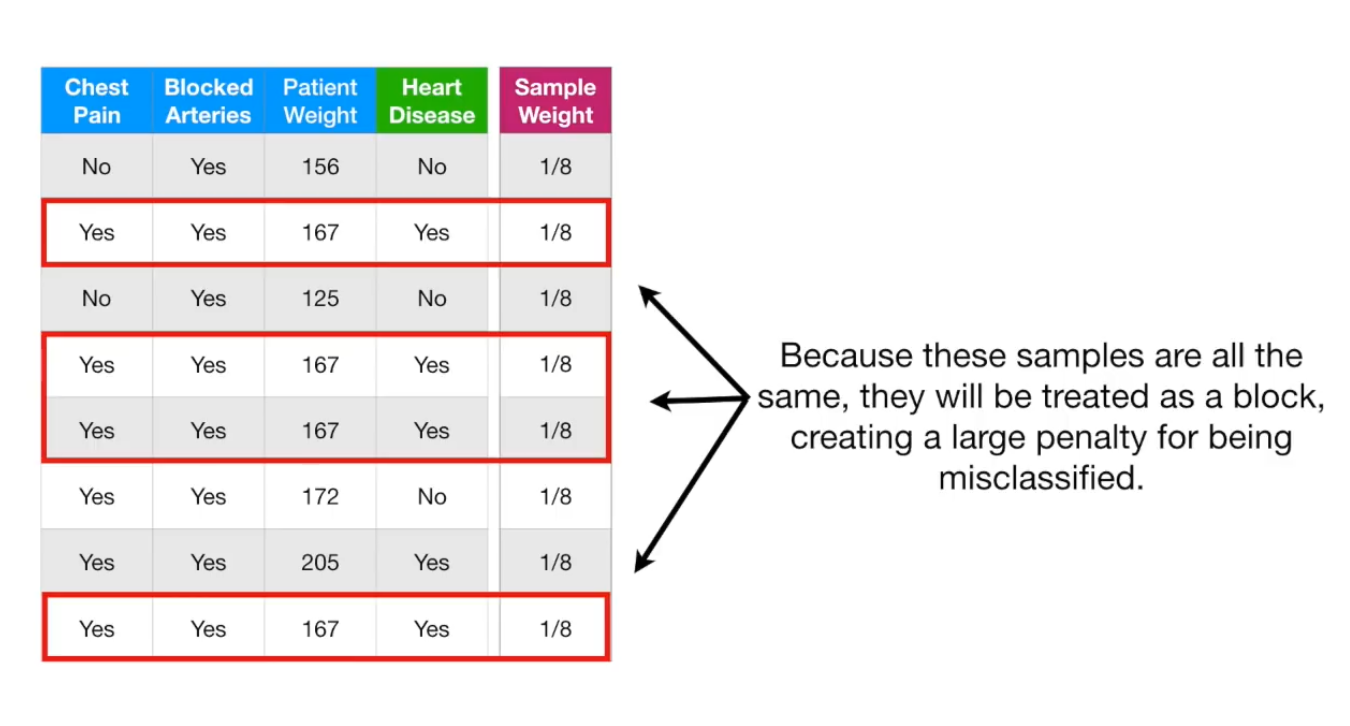 Chest Pain Blocked Arteries Patient Weight Heart Disease Sample Weight
No Yes 156 No 1/8
Yes Yes 167 Yes 1/8
No Yes 125 No 1/8
Yes Yes 167 Yes 1/8
Yes Yes 167 Yes 1/8
Yes Yes 172 No 1/8
Yes Yes 205 Yes 1/8
Yes Yes 167 Yes 1/8
Because these samples are all the
same, they will be treated as a block,
creating a large penalty for being
misclassified.